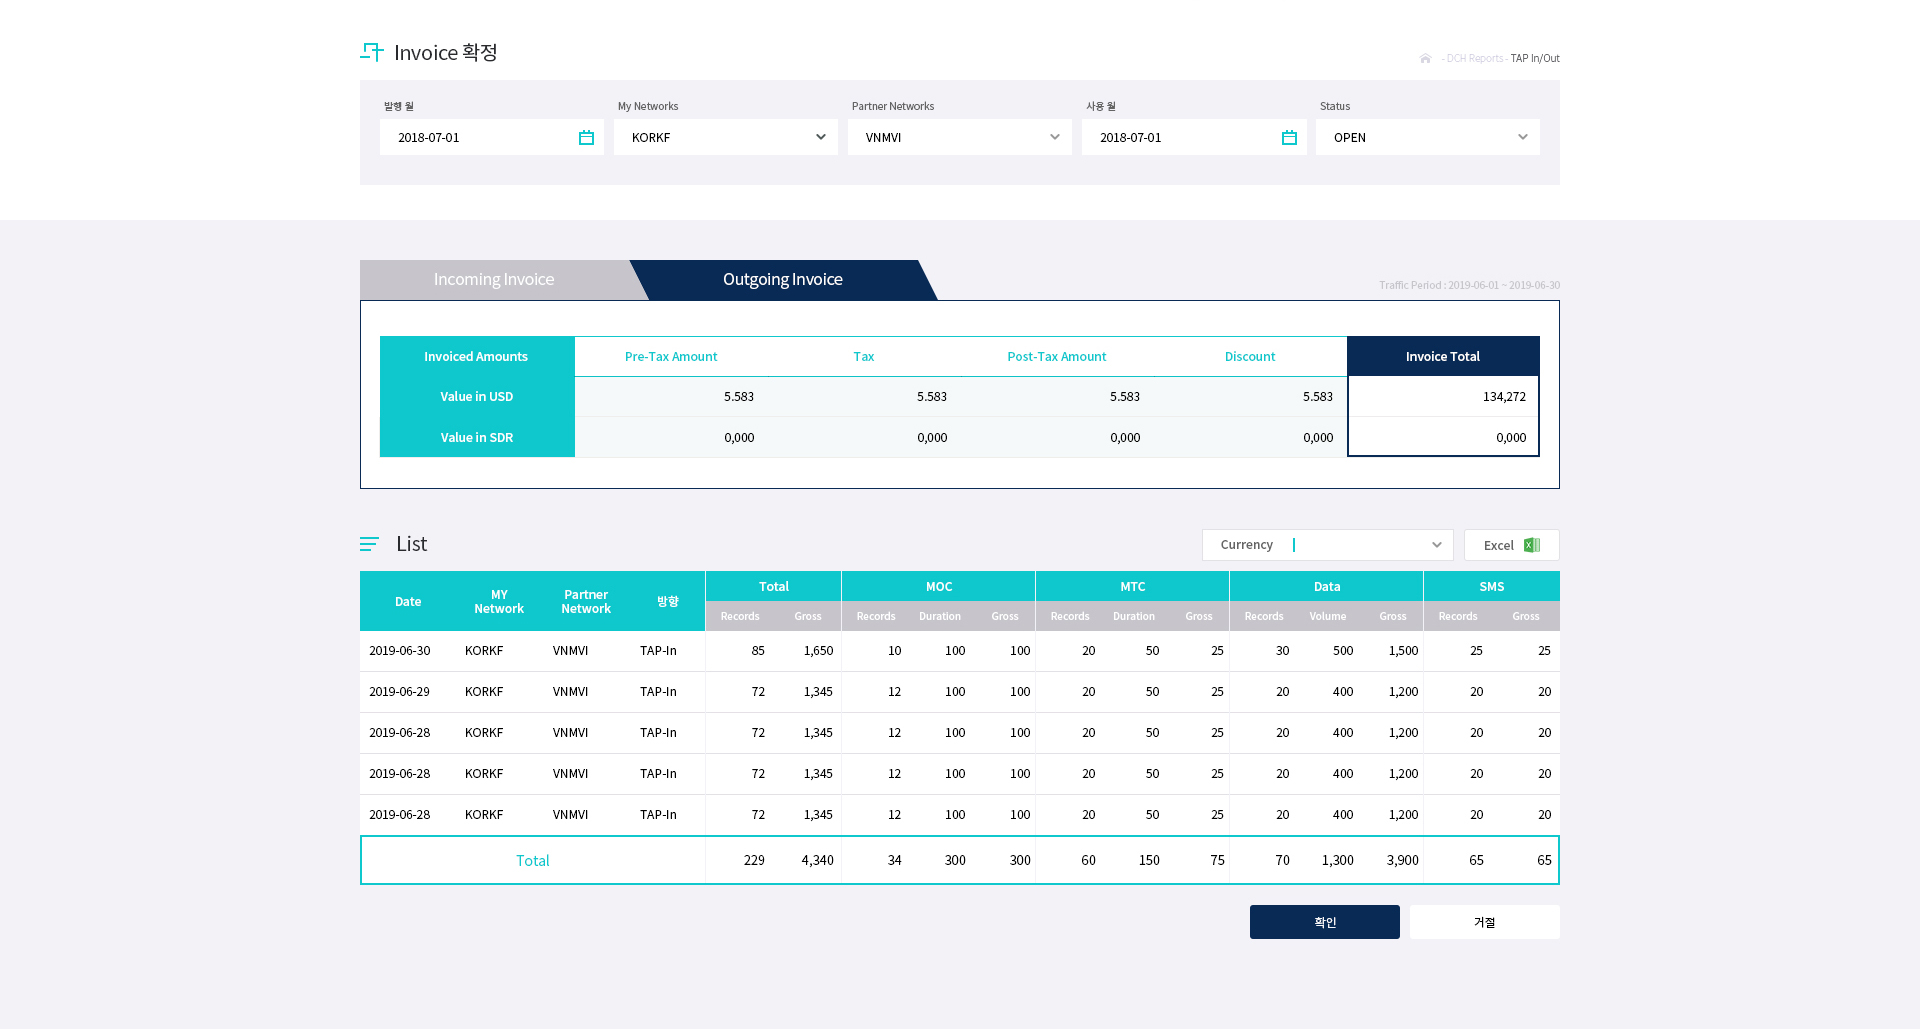 Invoice 확정
- DCH Reports - TAP In/Out
발행 월 My Networks Partner Networks 사용 월 Status
2018-07-01 KORKF VNMVI 2018-07-01 OPEN
Incoming Invoice Outgoing Invoice
Traffic Period : 2019-06-01 ~ 2019-06-30
Invoiced Amounts Pre-Tax Amount Tax Post-Tax Amount Discount Invoice Total
Value in USD 5.583 5.583 5.583 5.583 134,272
Value in SDR 0,000 0,000 0,000 0,000 0,000
List
Currency Excel
Date MY Network Partner Network 방향 Total MOC MTC Data SMS
Records Gross Records Duration Gross Records Duration Gross Records Volume Gross Records Gross
2019-06-30 KORKF VNMVI TAP-In 85 1,650 10 100 100 20 50 25 30 500 1,500 25 25
2019-06-29 KORKF VNMVI TAP-In 72 1,345 12 100 100 20 50 25 20 400 1,200 20 20
2019-06-28 KORKF VNMVI TAP-In 72 1,345 12 100 100 20 50 25 20 400 1,200 20 20
2019-06-28 KORKF VNMVI TAP-In 72 1,345 12 100 100 20 50 25 20 400 1,200 20 20
2019-06-28 KORKF VNMVI TAP-In 72 1,345 12 100 100 20 50 25 20 400 1,200 20 20
Total 229 4,340 34 300 300 60 150 75 70 1,300 3,900 65 65
확인 거절